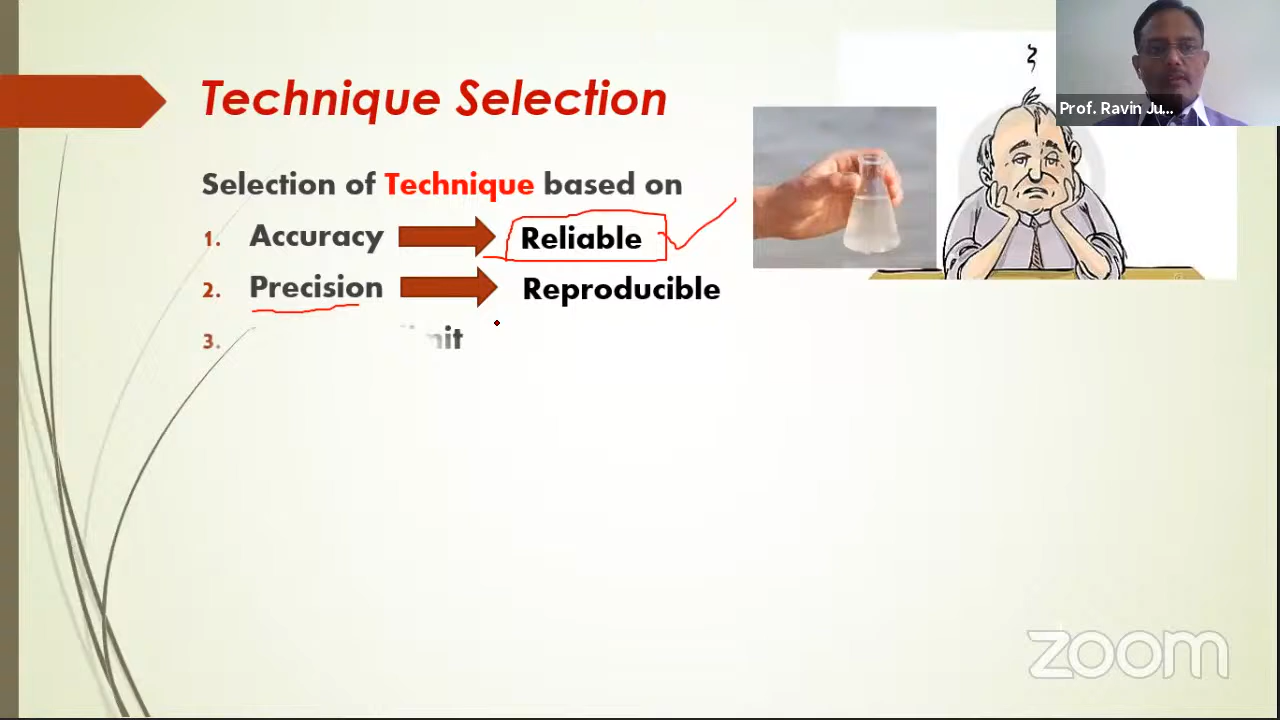 Technique Selection
Selection of Technique based on
1. Accuracy Reliable
2. Precision Reproducible
3.
Prof. Ravin Ju...
zoom